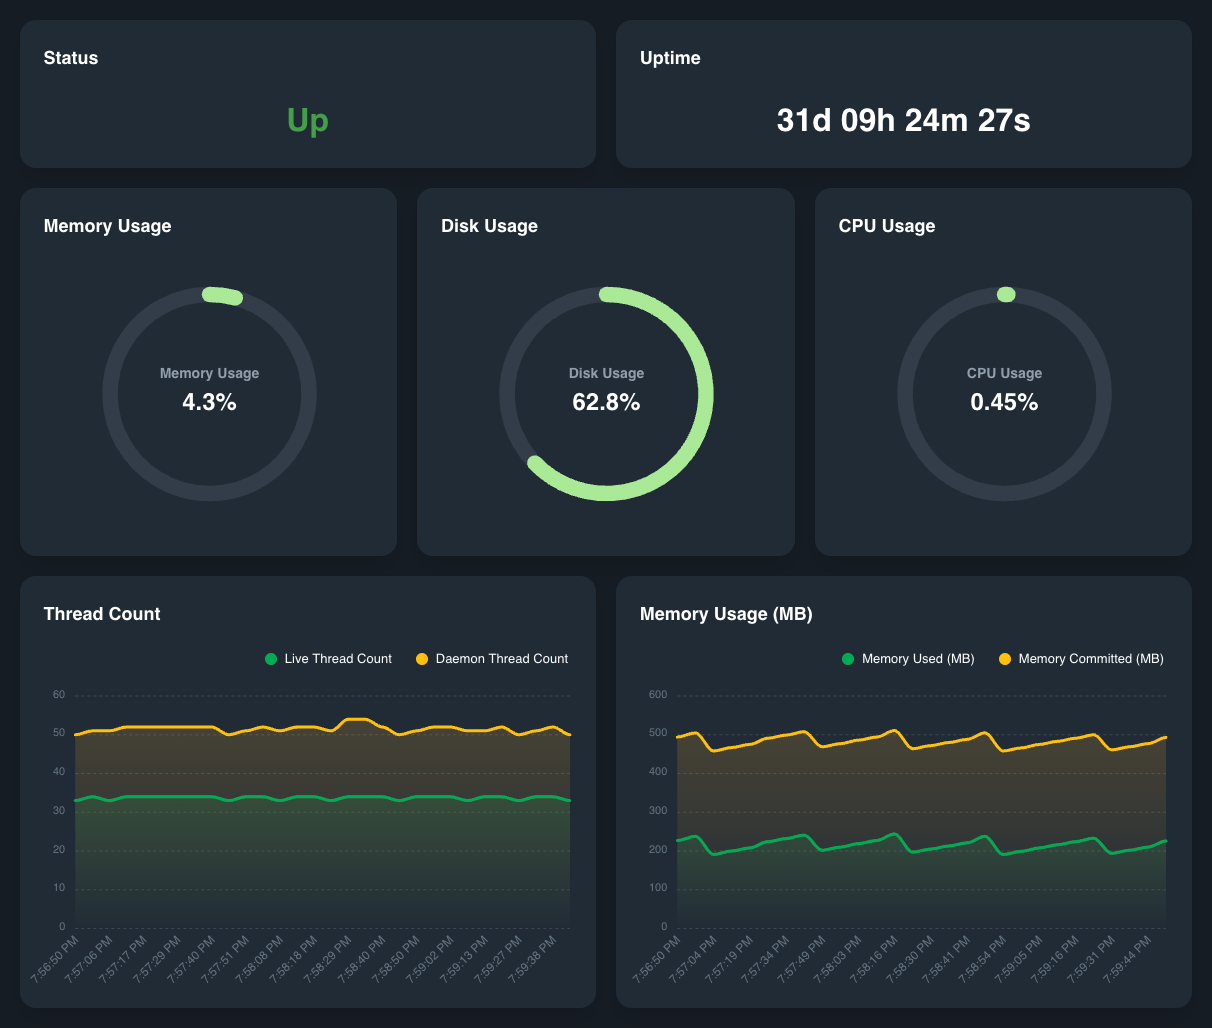 Status
Up
Uptime
31d 09h 24m 27s
Memory Usage
Memory Usage
4.3%
Disk Usage
Disk Usage
62.8%
CPU Usage
CPU Usage
0.45%
Thread Count
Live Thread Count Daemon Thread Count
60
50
40
30
20
10
0
7:56:50 PM
7:57:06 PM
7:57:17 PM
7:57:29 PM
7:57:40 PM
7:57:51 PM
7:58:08 PM
7:58:18 PM
7:58:29 PM
7:58:40 PM
7:58:50 PM
7:59:02 PM
7:59:13 PM
7:59:27 PM
7:59:38 PM
Memory Usage (MB)
Memory Used (MB) Memory Committed (MB)
600
500
400
300
200
100
0
7:56:50 PM
7:57:04 PM
7:57:19 PM
7:57:34 PM
7:57:49 PM
7:58:03 PM
7:58:16 PM
7:58:30 PM
7:58:41 PM
7:58:54 PM
7:59:05 PM
7:59:16 PM
7:59:31 PM
7:59:44 PM